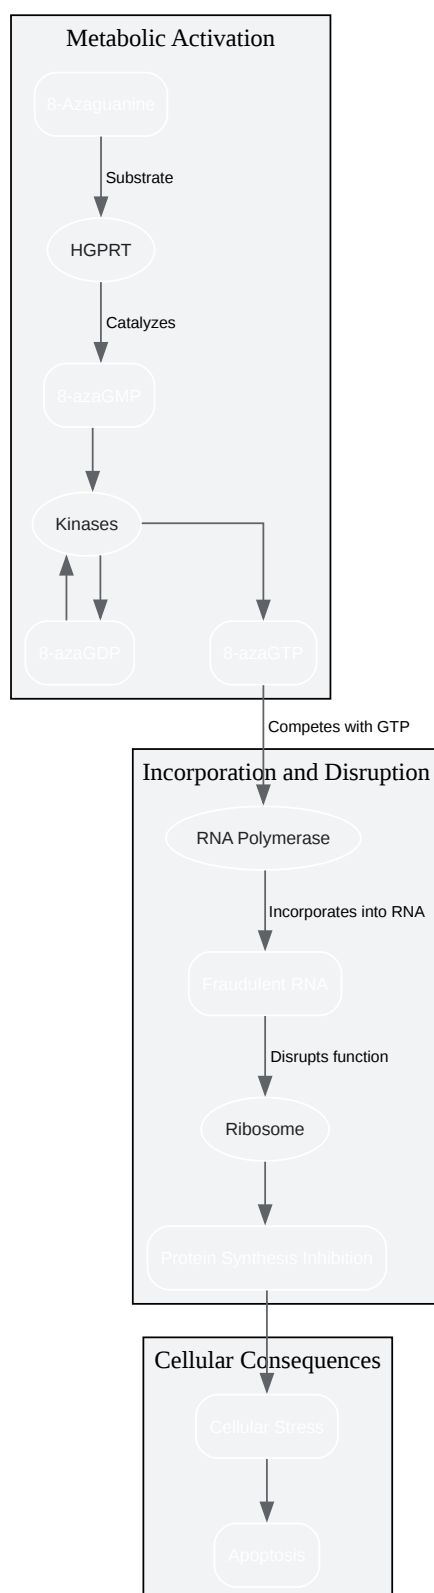 Metabolic Activation
8-Azaguanine
Substrate
HGPRT
Catalyzes
8-azaGMP
Kinases
8-azaGDP
8-azaGTP
Competes with GTP
Incorporation and Disruption
RNA Polymerase
Incorporates into RNA
Fraudulent RNA
Disrupts function
Ribosome
Protein Synthesis Inhibition
Cellular Consequences
Cellular Stress
Apoptosis